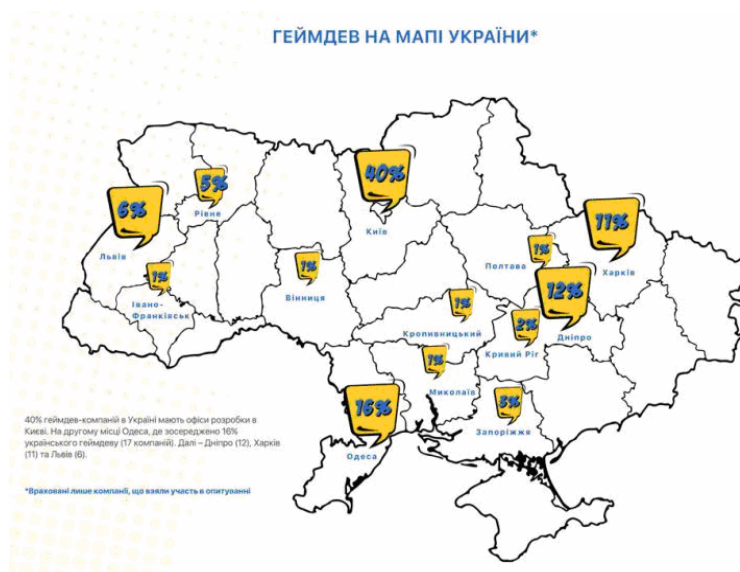 ГЕЙМДЕВ НА МАПІ УКРАЇНИ*
40%
5%
6%
11%
Рівне
Київ
Львів
1%
Полтава
Харків
1%
1%
12%
Вінниця
Івано-
Франківськ
1%
Кропивницький
2%
Дніпро
Кривий Ріг
1%
Миколаїв
16%
Запоріжжя
Одеса
40% геймдев-компаній в Україні мають офіси розробки в
Києві. На другому місці Одеса, де зосереджено 16%
українського геймдеву (17 компаній). Далі – Дніпро (12), Харків
(11) та Львів (6).
*Враховані лише компанії, що взяли участь в опитуванні